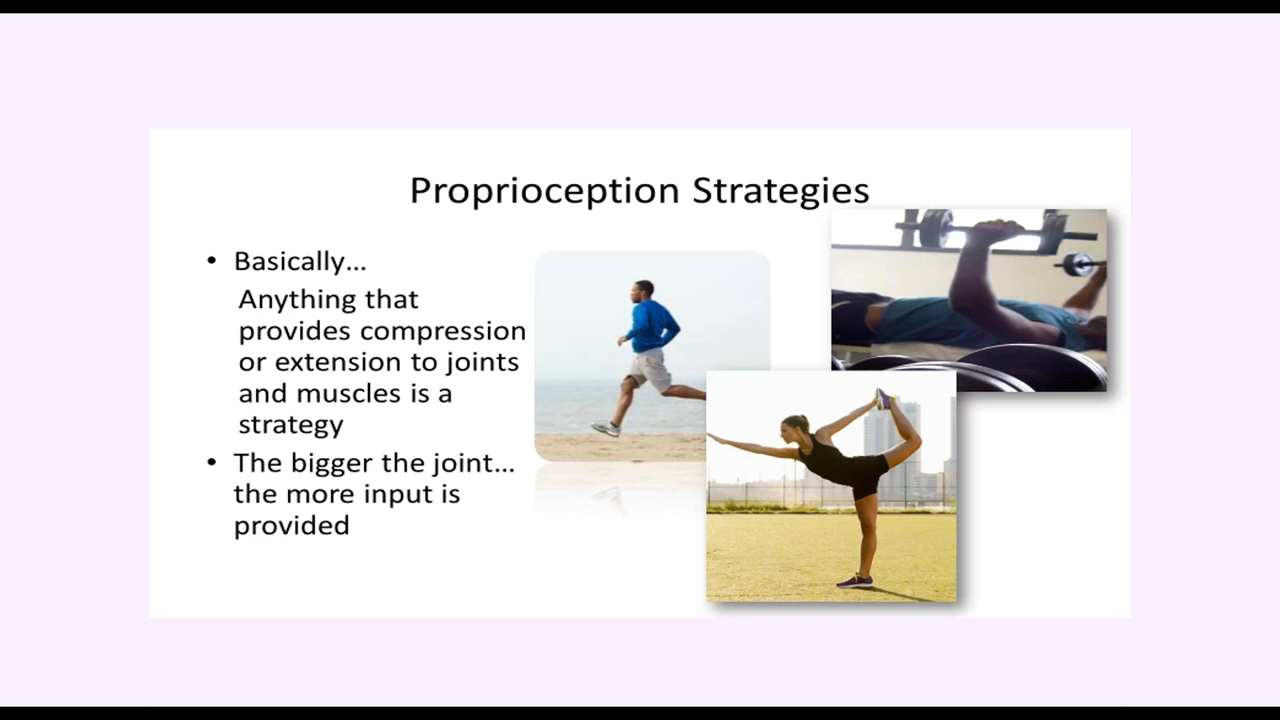 Proprioception Strategies
• Basically...
Anything that
provides compression
or extension to joints
and muscles is a
strategy
• The bigger the joint...
the more input is
provided